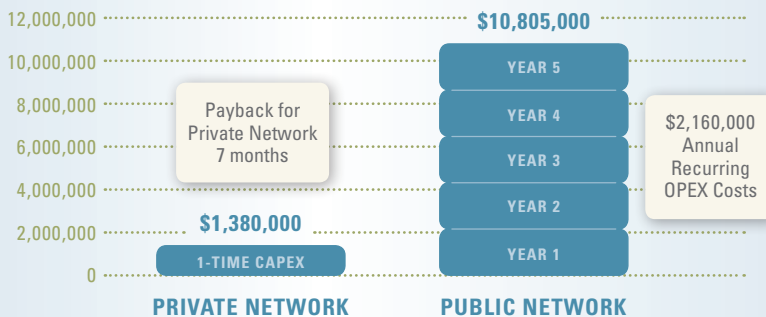 12,000,000
10,000,000
8,000,000
6,000,000
4,000,000
2,000,000
0
Payback for
Private Network
7 months
$1,380,000
1-TIME CAPEX
PRIVATE NETWORK
$10,805,000
YEAR 5
YEAR 4
YEAR 3
YEAR 2
YEAR 1
PUBLIC NETWORK
$2,160,000
Annual
Recurring
OPEX Costs